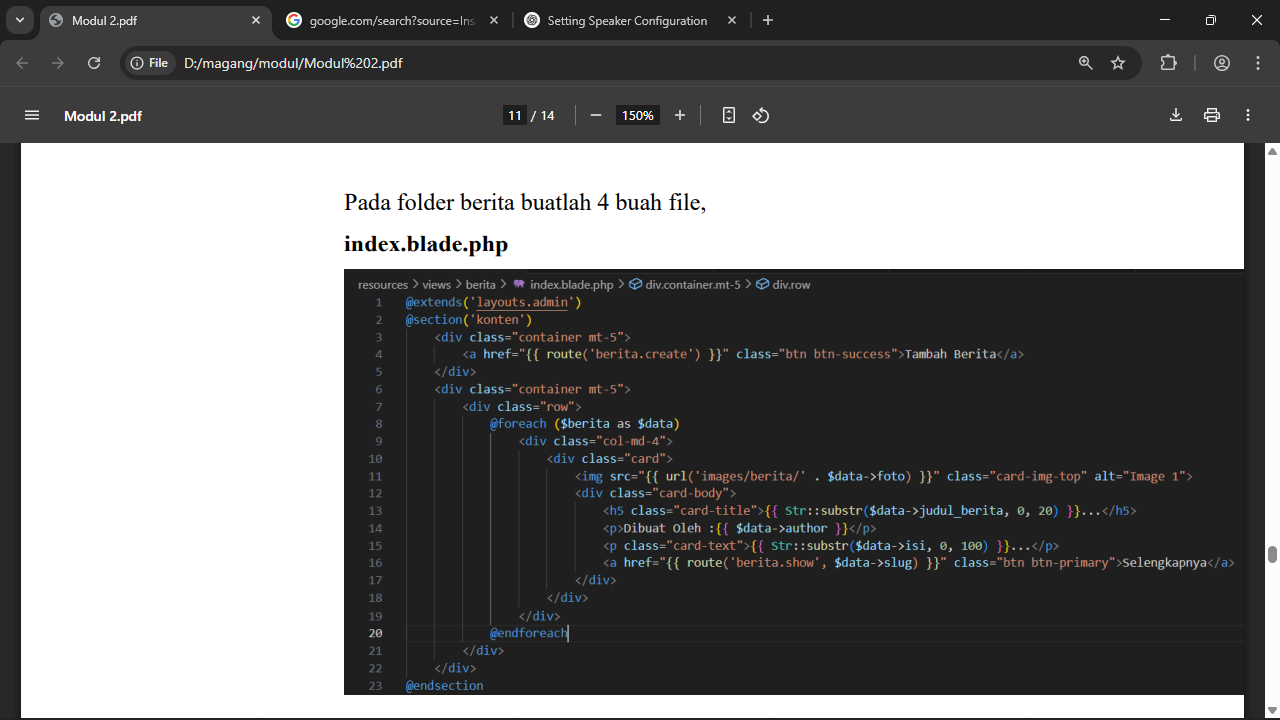 Modul 2.pdf
google.com/search?source=Ins
Setting Speaker Configuration
File
D:/magang/modul/Modul%202.pdf
Modul 2.pdf
11 / 14
150%
Pada folder berita buatlah 4 buah file,
index.blade.php
resources > views > berita > index.blade.php > div.container.mt-5 > div.row
1 @extends('layouts.admin')
2 @section('konten')
3 <div class="container mt-5">
4 <a href="{{ route('berita.create') }}" class="btn btn-success">Tambah Berita</a>
5 </div>
6 <div class="container mt-5">
7 <div class="row">
8 @foreach ($berita as $data)
9 <div class="col-md-4">
10 <div class="card">
11 <img src="{{ url('images/berita/' . $data->foto) }}" class="card-img-top" alt="Image 1">
12 <div class="card-body">
13 <h5 class="card-title">{{ Str::substr($data->judul_berita, 0, 20) }}...</h5>
14 <p>Dibuat Oleh :{{ $data->author }}</p>
15 <p class="card-text">{{ Str::substr($data->isi, 0, 100) }}...</p>
16 <a href="{{ route('berita.show', $data->slug) }}" class="btn btn-primary">Selengkapnya</a>
17 </div>
18 </div>
19 </div>
20 @endforeach
21 </div>
22 </div>
23 @endsection